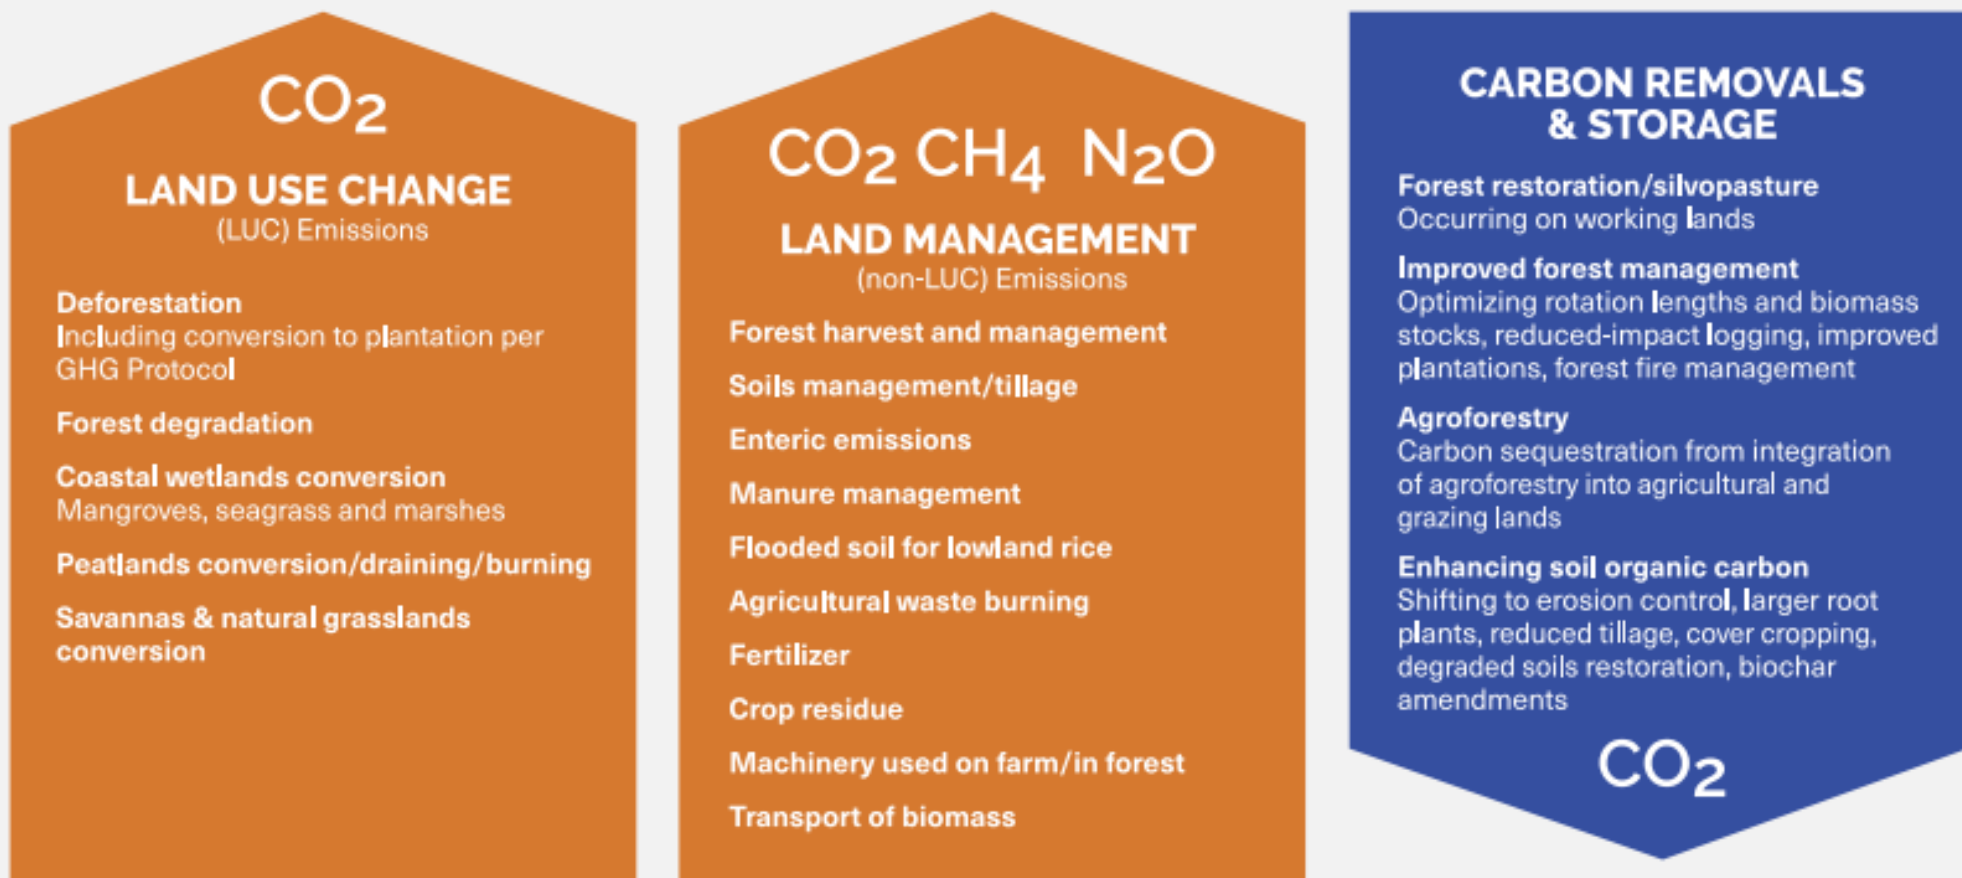 CO2
LAND USE CHANGE
(LUC) Emissions
Deforestation
Including conversion to plantation per
GHG Protocol
Forest degradation
Coastal wetlands conversion
Mangroves, seagrass and marshes
Peatlands conversion/draining/burning
Savannas & natural grasslands
conversion
CO2 CH4 N2O
LAND MANAGEMENT
(non-LUC) Emissions
Forest harvest and management
Soils management/tillage
Enteric emissions
Manure management
Flooded soil for lowland rice
Agricultural waste burning
Fertilizer
Crop residue
Machinery used on farm/in forest
Transport of biomass
CARBON REMOVALS
& STORAGE
Forest restoration/silvopasture
Occurring on working lands
Improved forest management
Optimizing rotation lengths and biomass
stocks, reduced-impact logging, improved
plantations, forest fire management
Agroforestry
Carbon sequestration from integration
of agroforestry into agricultural and
grazing lands
Enhancing soil organic carbon
Shifting to erosion control, larger root
plants, reduced tillage, cover cropping,
degraded soils restoration, biochar
amendments
CO2